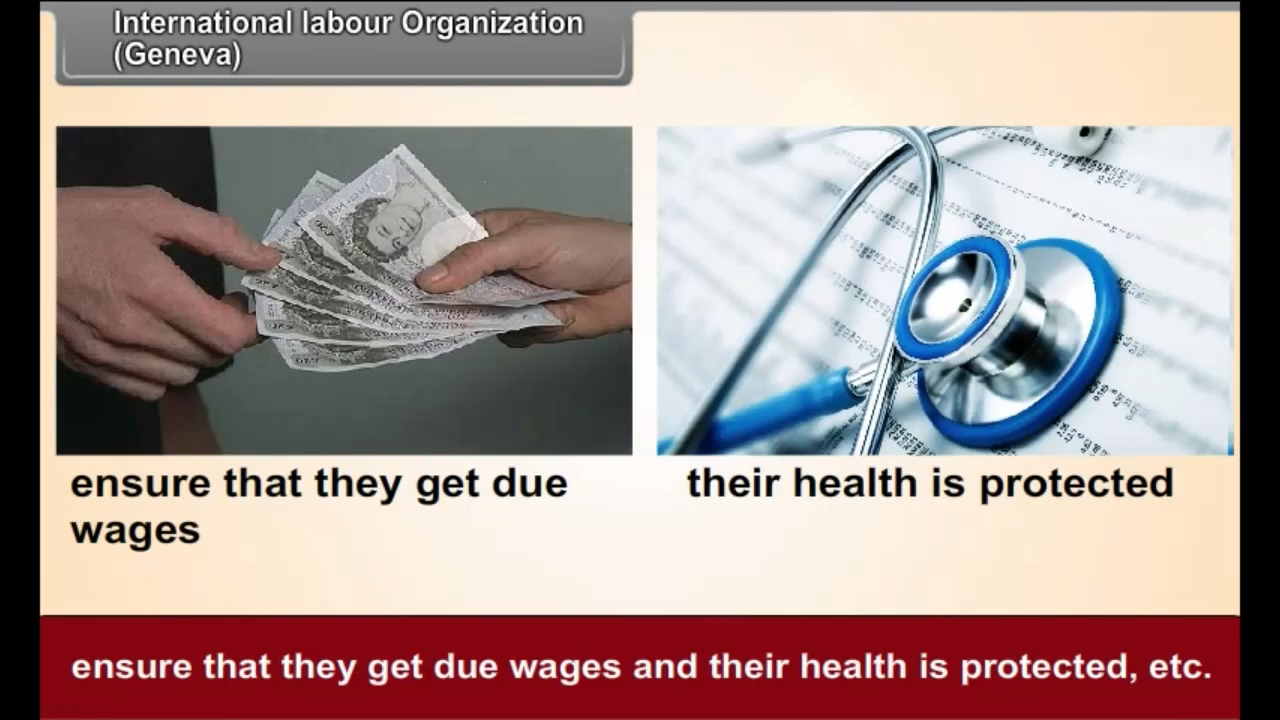 International labour Organization
(Geneva)
ensure that they get due
wages
their health is protected
ensure that they get due wages and their health is protected, etc.